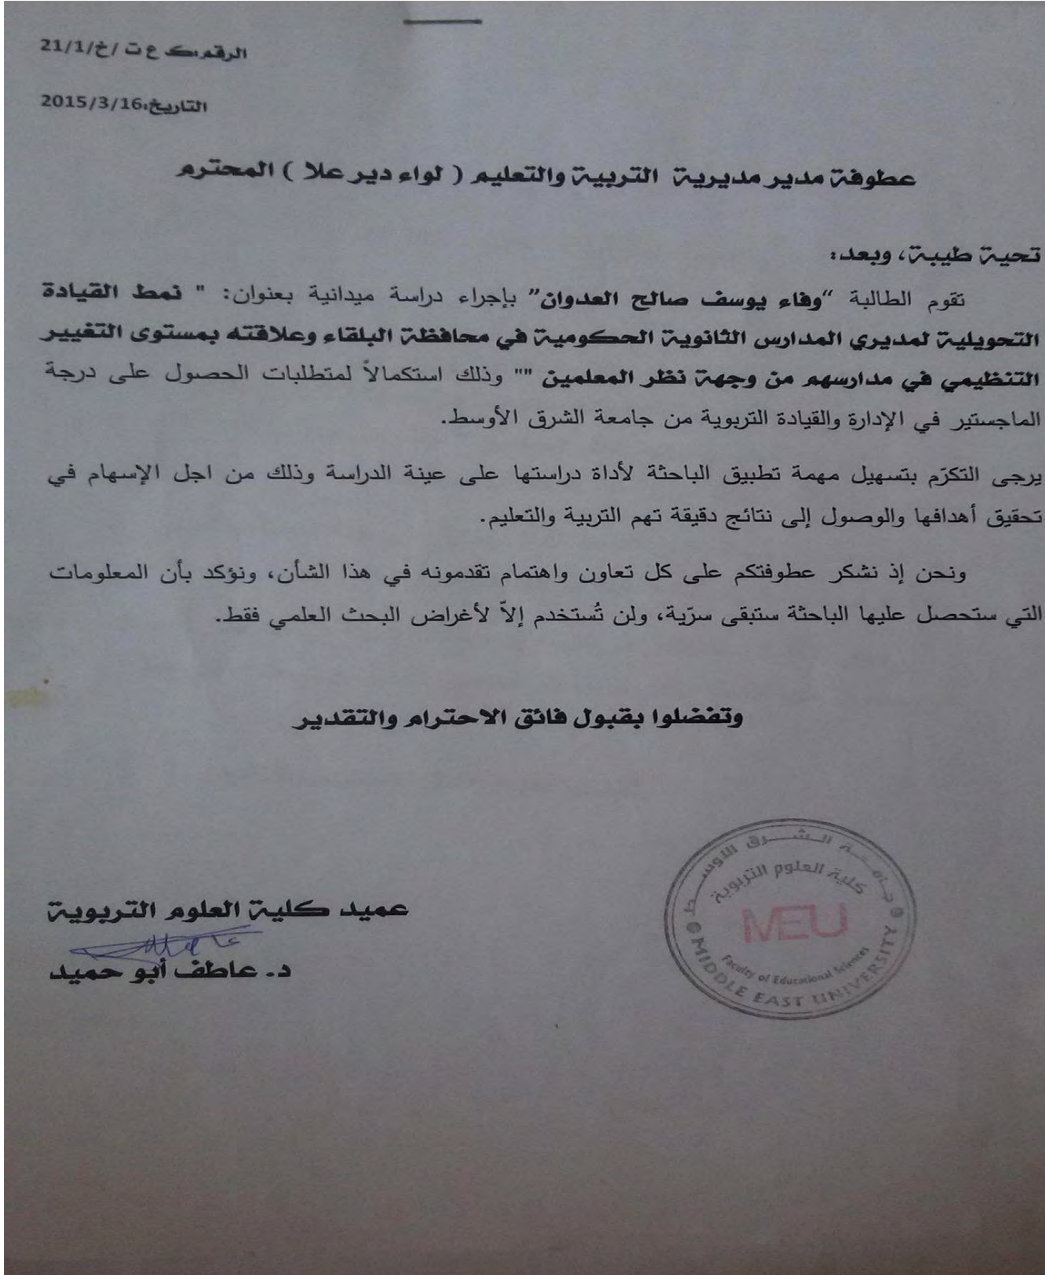 الرقم:ك ع ت /خ/21/1
التاريخ:2015/3/16
عطوفة مدير مديرية التربية والتعليم ( لواء دير علا ) المحترم
تحية طيبة، وبعد:
تقوم الطالبة “وفاء يوسف صالح العدوان” بإجراء دراسة ميدانية بعنوان: " نمط القيادة
التحويلية لمديري المدارس الثانوية الحكومية في محافظة البلقاء وعلاقته بمستوى التغيير
التنظيمي في مدارسهم من وجهة نظر المعلمين "" وذلك استكمالاً لمتطلبات الحصول على درجة
الماجستير في الإدارة والقيادة التربوية من جامعة الشرق الأوسط.
يرجى التكرّم بتسهيل مهمة تطبيق الباحثة لأداة دراستها على عينة الدراسة وذلك من اجل الإسهام في
تحقيق أهدافها والوصول إلى نتائج دقيقة تهم التربية والتعليم.
ونحن إذ نشكر عطوفتكم على كل تعاون واهتمام تقدمونه في هذا الشأن، ونؤكد بأن المعلومات
التي ستحصل عليها الباحثة ستبقى سرّية، ولن تُستخدم إلاّ لأغراض البحث العلمي فقط.
وتفضلوا بقبول فائق الاحترام والتقدير
جامعة الشرق الأوسط
كلية العلوم التربوية
MEU
Faculty of Educational Sciences
MIDDLE EAST UNIVERSITY
عميد كلية العلوم التربوية
د. عاطف أبو حميد